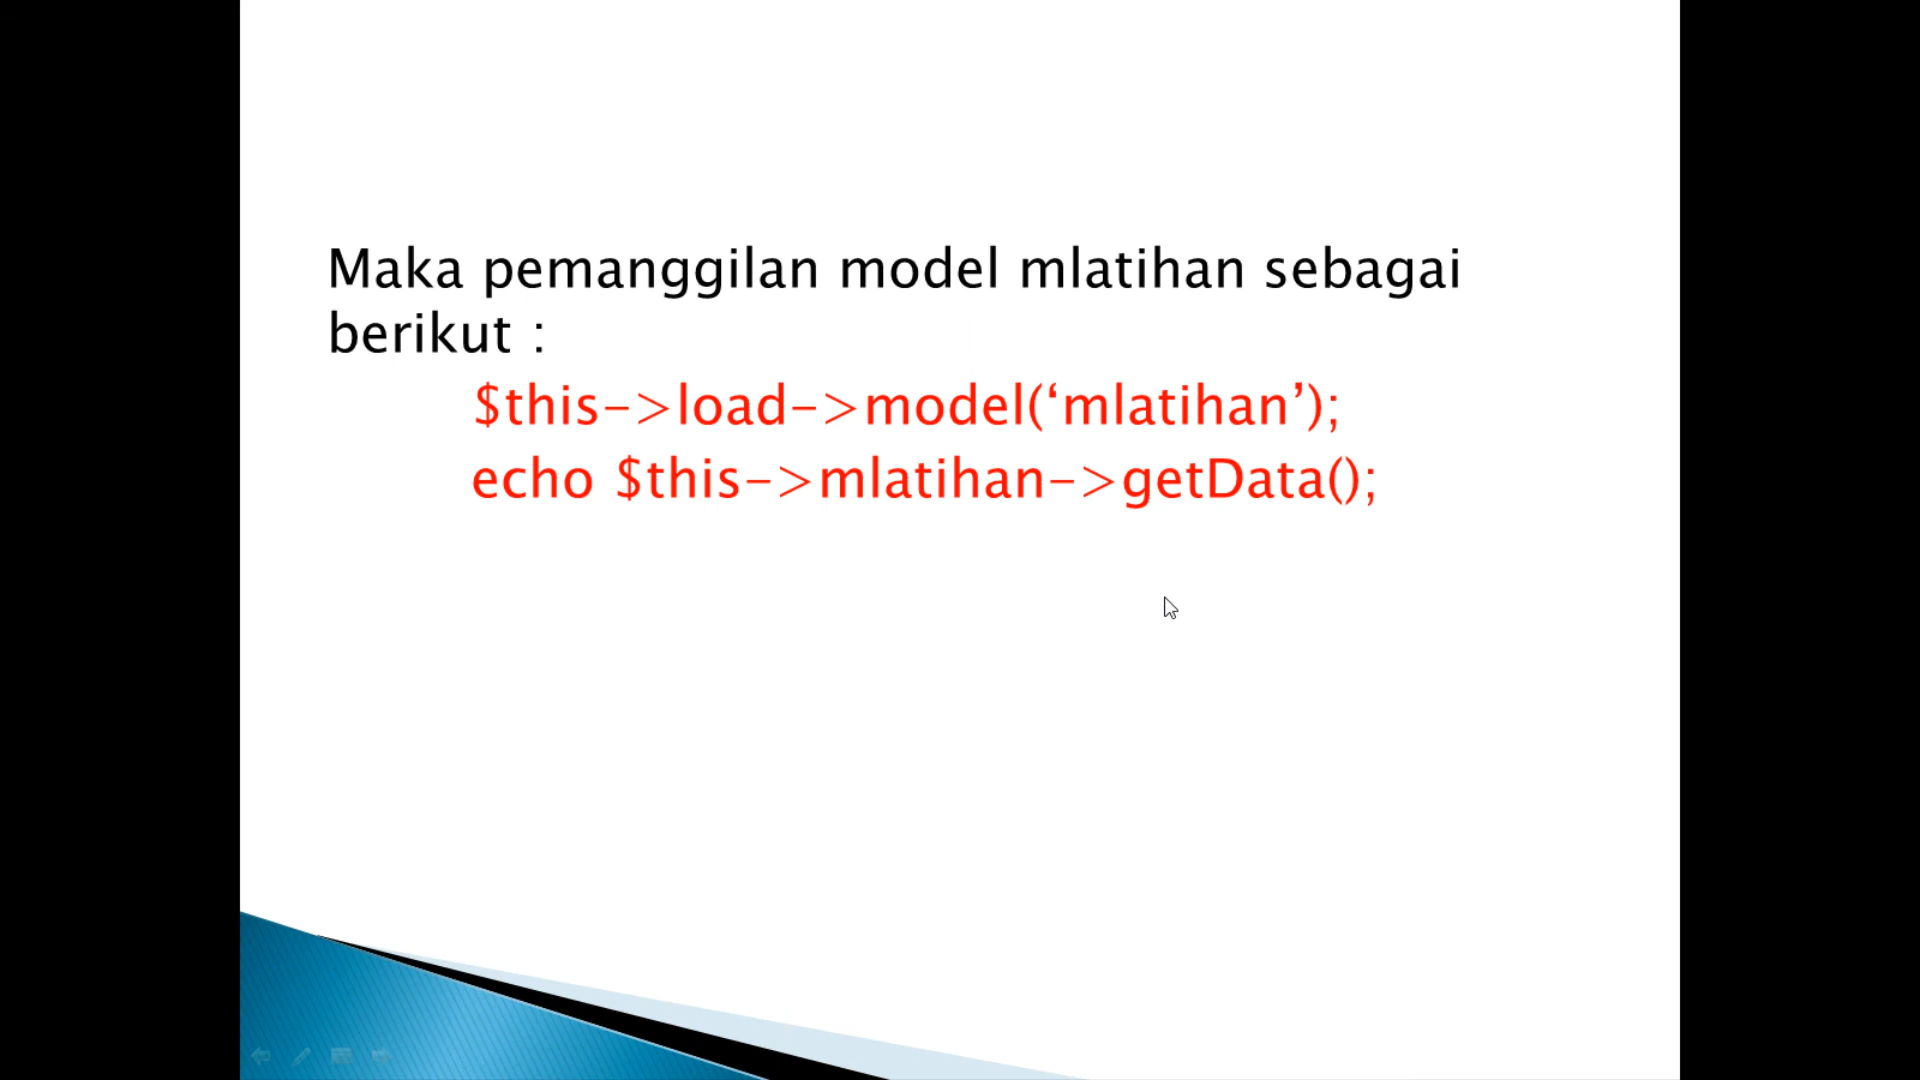 Maka pemanggilan model mlatihan sebagai
berikut :
$this->load->model(‘mlatihan’);
echo $this->mlatihan->getData();